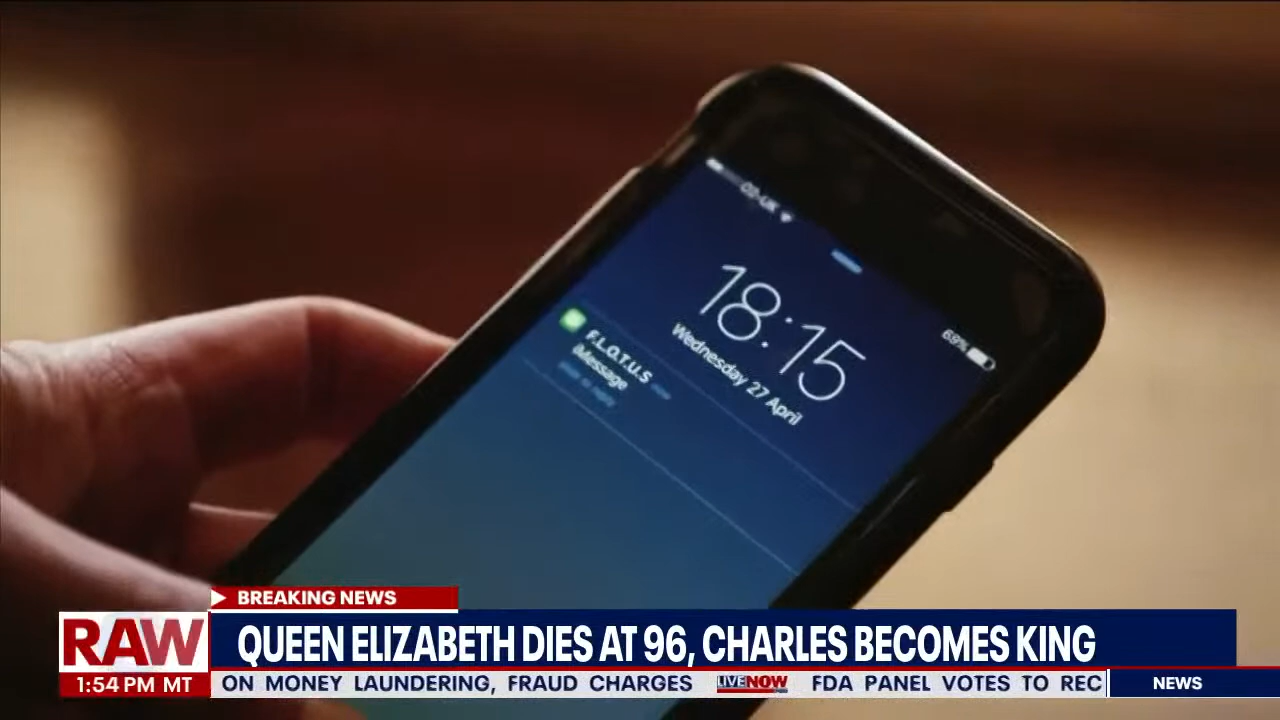 O2-UK
69%
18:15
Wednesday 27 April
F.L.O.T.U.S
iMessage
BREAKING NEWS
RAW
QUEEN ELIZABETH DIES AT 96, CHARLES BECOMES KING
1:54 PM MT
ON MONEY LAUNDERING, FRAUD CHARGES LIVENOW FDA PANEL VOTES TO REC
NEWS